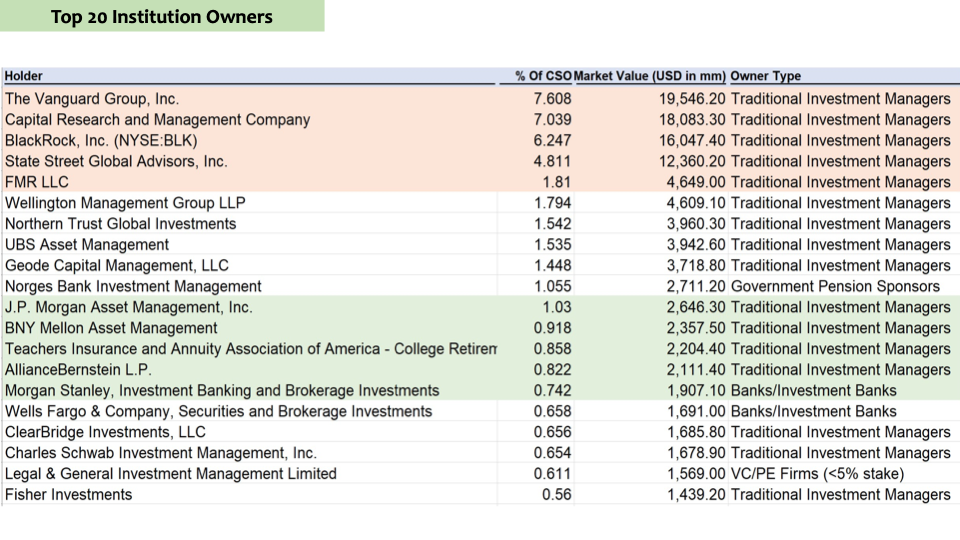 Top 20 Institution Owners
Holder % Of CSO Market Value (USD in mm) Owner Type
The Vanguard Group, Inc. 7.608 19,546.20 Traditional Investment Managers
Capital Research and Management Company 7.039 18,083.30 Traditional Investment Managers
BlackRock, Inc. (NYSE:BLK) 6.247 16,047.40 Traditional Investment Managers
State Street Global Advisors, Inc. 4.811 12,360.20 Traditional Investment Managers
FMR LLC 1.81 4,649.00 Traditional Investment Managers
Wellington Management Group LLP 1.794 4,609.10 Traditional Investment Managers
Northern Trust Global Investments 1.542 3,960.30 Traditional Investment Managers
UBS Asset Management 1.535 3,942.60 Traditional Investment Managers
Geode Capital Management, LLC 1.448 3,718.80 Traditional Investment Managers
Norges Bank Investment Management 1.055 2,711.20 Government Pension Sponsors
J.P. Morgan Asset Management, Inc. 1.03 2,646.30 Traditional Investment Managers
BNY Mellon Asset Management 0.918 2,357.50 Traditional Investment Managers
Teachers Insurance and Annuity Association of America - College Retirem 0.858 2,204.40 Traditional Investment Managers
AllianceBernstein L.P. 0.822 2,111.40 Traditional Investment Managers
Morgan Stanley, Investment Banking and Brokerage Investments 0.742 1,907.10 Banks/Investment Banks
Wells Fargo & Company, Securities and Brokerage Investments 0.658 1,691.00 Banks/Investment Banks
ClearBridge Investments, LLC 0.656 1,685.80 Traditional Investment Managers
Charles Schwab Investment Management, Inc. 0.654 1,678.90 Traditional Investment Managers
Legal & General Investment Management Limited 0.611 1,569.00 VC/PE Firms (<5% stake)
Fisher Investments 0.56 1,439.20 Traditional Investment Managers